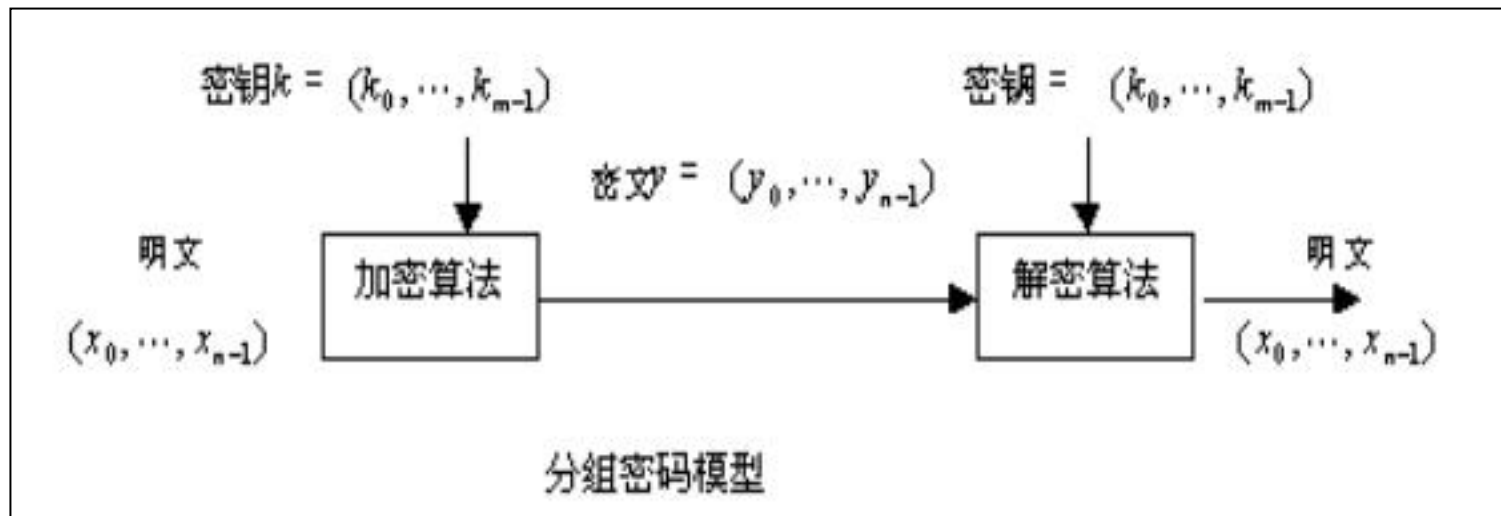 密钥k = (k₀,⋯,kₘ₋₁)
密钥 = (k₀,⋯,kₘ₋₁)
密文y = (y₀,⋯,yₙ₋₁)
明文
加密算法
解密算法
明文
(x₀,⋯,xₙ₋₁)
(x₀,⋯,xₙ₋₁)
分组密码模型